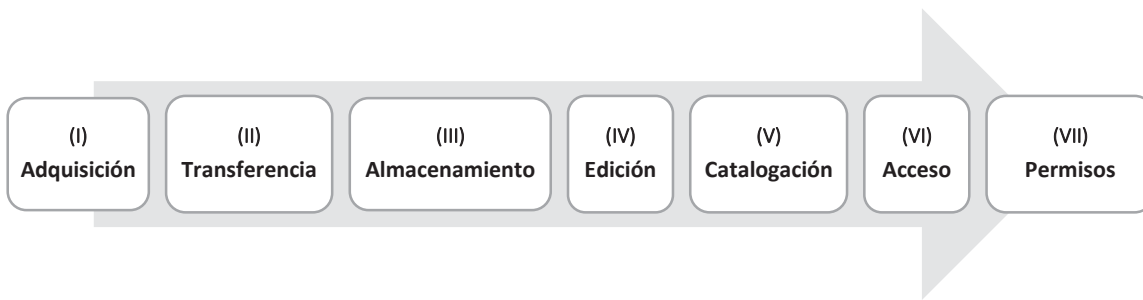 (I)
Adquisición
(II)
Transferencia
(III)
Almacenamiento
(IV)
Edición
(V)
Catalogación
(VI)
Acceso
(VII)
Permisos